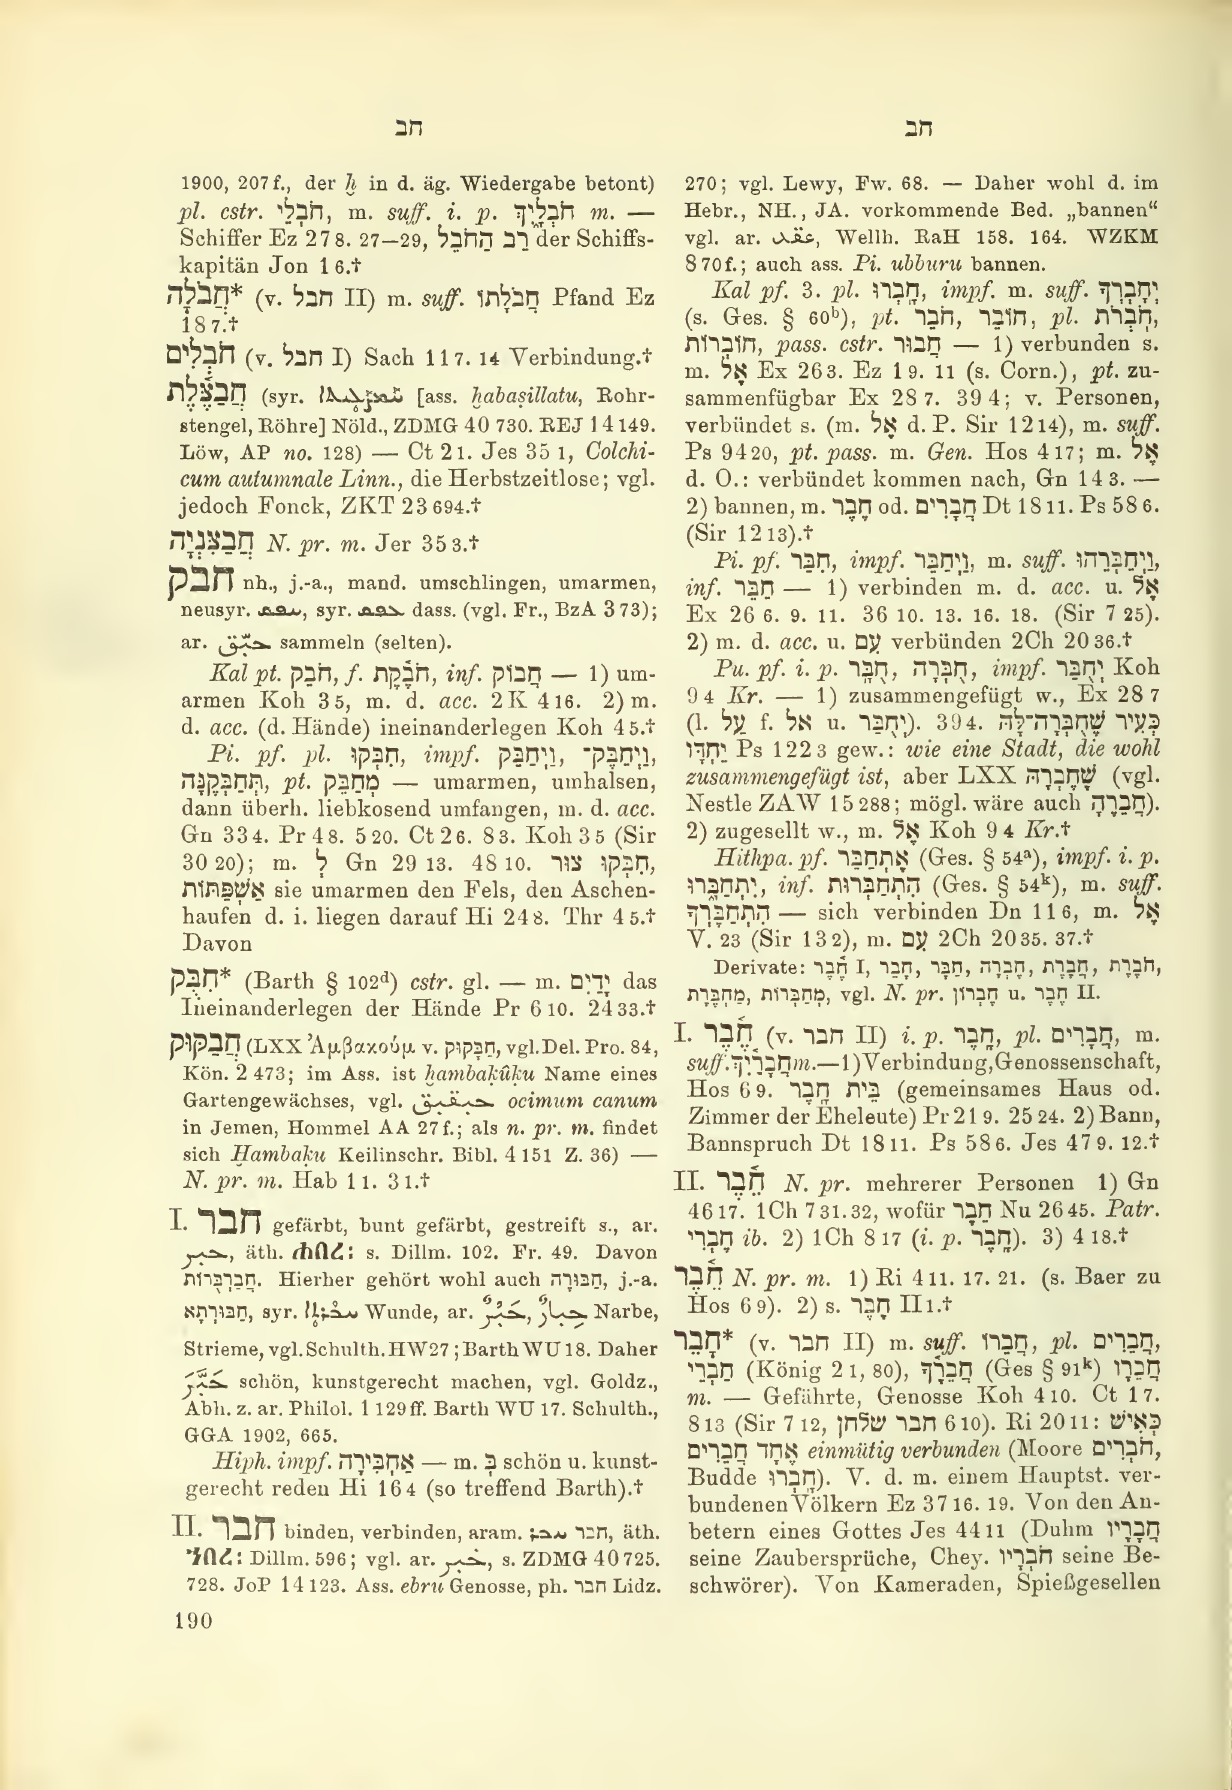 חב
חב
1900, 207 f., der ḫ in d. äg. Wiedergabe betont)
pl. cstr. חֹבְלֵי, m. suff. i. p. חֹבְלָיִךְ m. —
Schiffer Ez 27 8. 27–29, רַב הַחֹבֵל der Schiffs-
kapitän Jon 1 6.†
חֲבֹלָה* (v. חבל II) m. suff. חֲבֹלָתוֹ Pfand Ez
18 7.†
חֹבְלִים (v. חבל I) Sach 11 7. 14 Verbindung.†
חֲבַצֶּלֶת (syr. [ass. ḫabaṣillatu, Rohr-
stengel, Röhre] Nöld., ZDMG 40 730. REJ 14 149.
Löw, AP no. 128) — Ct 2 1. Jes 35 1, Colchi-
cum autumnale Linn., die Herbstzeitlose; vgl.
jedoch Fonck, ZKT 23 694.†
חֲבַצִּנְיָה N. pr. m. Jer 35 3.†
חבק nh., j.-a., mand. umschlingen, umarmen,
neusyr. , syr. dass. (vgl. Fr., BzA 3 73);
ar. حبّق sammeln (selten).
Kal pt. חֹבֵק, f. חֹבֶקֶת, inf. חֲבוֹק — 1) um-
armen Koh 3 5, m. d. acc. 2 K 4 16. 2) m.
d. acc. (d. Hände) ineinanderlegen Koh 4 5.†
Pi. pf. pl. חִבְּקוּ, impf. וַיְחַבֵּק, וַיְחַבֶּק־,
תְּחַבְּקֶנָּה, pt. מְחַבֵּק — umarmen, umhalsen,
dann überh. liebkosend umfangen, m. d. acc.
Gn 33 4. Pr 4 8. 5 20. Ct 2 6. 8 3. Koh 3 5 (Sir
30 20); m. לְ Gn 29 13. 48 10. חִבְּקוּ צוּר,
אַשְׁפַּתּוֹת sie umarmen den Fels, den Aschen-
haufen d. i. liegen darauf Hi 24 8. Thr 4 5.†
Davon
חִבֻּק* (Barth § 102ᵈ) cstr. gl. — m. יָדַיִם das
Ineinanderlegen der Hände Pr 6 10. 24 33.†
חֲבַקּוּק (LXX Ἀμβακούμ v. חֲבַקּוּק, vgl. Del. Pro. 84,
Kön. 2 473; im Ass. ist ḫambaḳûḳu Name eines
Gartengewächses, vgl. حبقبق ocimum canum
in Jemen, Hommel AA 27 f.; als n. pr. m. findet
sich Ḫambaḳu Keilinschr. Bibl. 4 151 Z. 36) —
N. pr. m. Hab 1 1. 3 1.†
I. חבר gefärbt, bunt gefärbt, gestreift s., ar.
حبر, äth. ሐበረ፡ s. Dillm. 102. Fr. 49. Davon
חֲבַרְבֻּרוֹת. Hierher gehört wohl auch חַבּוּרָה, j.-a.
חַבּוּרְתָּא, syr. Wunde, ar. حِبَارٌ, حَبَرٌ Narbe,
Strieme, vgl. Schulth. HW 27; Barth WU 18. Daher
حَبَّرَ schön, kunstgerecht machen, vgl. Goldz.,
Abh. z. ar. Philol. 1 129 ff. Barth WU 17. Schulth.,
GGA 1902, 665.
Hiph. impf. אַחְבִּירָה — m. בְּ schön u. kunst-
gerecht reden Hi 16 4 (so treffend Barth).†
II. חבר binden, verbinden, aram. חבר ܚܒܪ, äth.
ኀበረ፡ Dillm. 596; vgl. ar. خبر, s. ZDMG 40 725.
728. JoP 14 123. Ass. ebru Genosse, ph. חבר Lidz.
190
270; vgl. Lewy, Fw. 68. — Daher wohl d. im
Hebr., NH., JA. vorkommende Bed. „bannen“
vgl. ar. عقد, Wellh. RaH 158. 164. WZKM
8 70 f.; auch ass. Pi. ubburu bannen.
Kal pf. 3. pl. חָבְרוּ, impf. m. suff. יְחָבְרְךָ
(s. Ges. § 60ᵇ), pt. חֹבֵר, חוֹבֵר, pl. חֹבְרֹת,
חוֹבְרוֹת, pass. cstr. חֲבוּר — 1) verbunden s.
m. אֶל Ex 26 3. Ez 1 9. 11 (s. Corn.), pt. zu-
sammenfügbar Ex 28 7. 39 4; v. Personen,
verbündet s. (m. אֶל d. P. Sir 12 14), m. suff.
Ps 94 20, pt. pass. m. Gen. Hos 4 17; m. אֶל
d. O.: verbündet kommen nach, Gn 14 3. —
2) bannen, m. חֶבֶר od. חֲבָרִים Dt 18 11. Ps 58 6.
(Sir 12 13).†
Pi. pf. חִבַּר, impf. וַיְחַבֵּר, m. suff. וַיְחַבְּרֵהוּ,
inf. חַבֵּר — 1) verbinden m. d. acc. u. אֶל
Ex 26 6. 9. 11. 36 10. 13. 16. 18. (Sir 7 25).
2) m. d. acc. u. עִם verbünden 2Ch 20 36.†
Pu. pf. i. p. חֻבָּר, חֻבְּרָה, impf. יְחֻבַּר Koh
9 4 Kr. — 1) zusammengefügt w., Ex 28 7
(l. עַל f. אל u. יְחֻבַּר). 39 4. כְּעִיר שֶׁחֻבְּרָה־לָּהּ
יַחְדָּו Ps 122 3 gew.: wie eine Stadt, die wohl
zusammengefügt ist, aber LXX שֶׁחֶבְרָהּ (vgl.
Nestle ZAW 15 288; mögl. wäre auch חֲבֵרָהּ).
2) zugesellt w., m. אֶל Koh 9 4 Kr.†
Hithpa. pf. אֶתְחַבַּר (Ges. § 54ᵃ), impf. i. p.
יִתְחַבָּרוּ, inf. הִתְחַבְּרוּת (Ges. § 54ᵏ), m. suff.
הִתְחַבֶּרְךָ — sich verbinden Dn 11 6, m. אֶל
V. 23 (Sir 13 2), m. עִם 2Ch 20 35. 37.†
Derivate: חֶבֶר I, חָבֵר, חַבָּר, חֶבְרָה, חֲבֶרֶת, חֹבֶרֶת,
מְחַבְּרוֹת, מַחְבֶּרֶת, vgl. N. pr. חֶבְרוֹן u. חֶבֶר II.
I. חֶבֶר (v. חבר II) i. p. חָבֶר, pl. חֲבָרִים, m.
suff. חֲבָרַיִךְ m. — 1) Verbindung, Genossenschaft,
Hos 6 9. בֵּית חָבֶר (gemeinsames Haus od.
Zimmer der Eheleute) Pr 21 9. 25 24. 2) Bann,
Bannspruch Dt 18 11. Ps 58 6. Jes 47 9. 12.†
II. חֶבֶר N. pr. mehrerer Personen 1) Gn
46 17. 1Ch 7 31. 32, wofür חֵבֶר Nu 26 45. Patr.
חֶבְרִי ib. 2) 1Ch 8 17 (i. p. חָבֶר). 3) 4 18.†
חֵבֶר N. pr. m. 1) Ri 4 11. 17. 21. (s. Baer zu
Hos 6 9). 2) s. חֶבֶר II 1.†
חָבֵר* (v. חבר II) m. suff. חֲבֵרוֹ, pl. חֲבֵרִים,
חַבְרֵי (König 2 1, 80), חֲבֵרֶךָ (Ges § 91ᵏ) חֲבֵרָו
m. — Gefährte, Genosse Koh 4 10. Ct 1 7.
8 13 (Sir 7 12, חבר שלחן 6 10). Ri 20 11: כְּאִישׁ
אֶחָד חֲבֵרִים einmütig verbunden (Moore חֹבְרִים,
Budde חָבְרוּ). V. d. m. einem Hauptst. ver-
bundenen Völkern Ez 37 16. 19. Von den An-
betern eines Gottes Jes 44 11 (Duhm חֲבָרָיו
seine Zaubersprüche, Chey. חֹבְרָיו seine Be-
schwörer). Von Kameraden, Spießgesellen